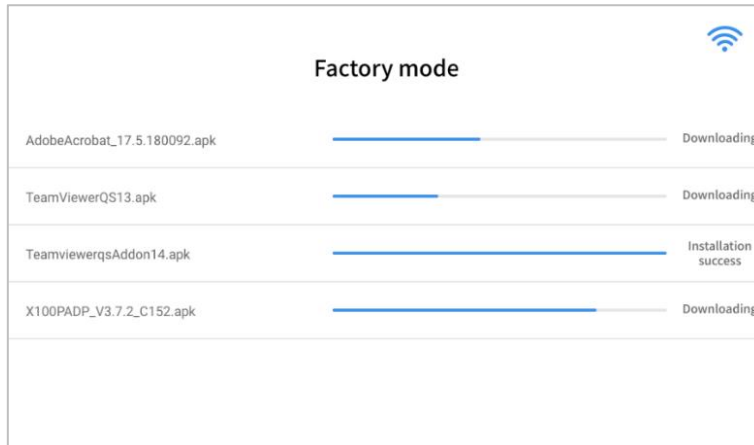 Factory mode
AdobeAcrobat_17.5.180092.apk
Downloading
TeamViewerQS13.apk
Downloading
TeamviewerqsAddon14.apk
Installation
success
X100PADP_V3.7.2_C152.apk
Downloading